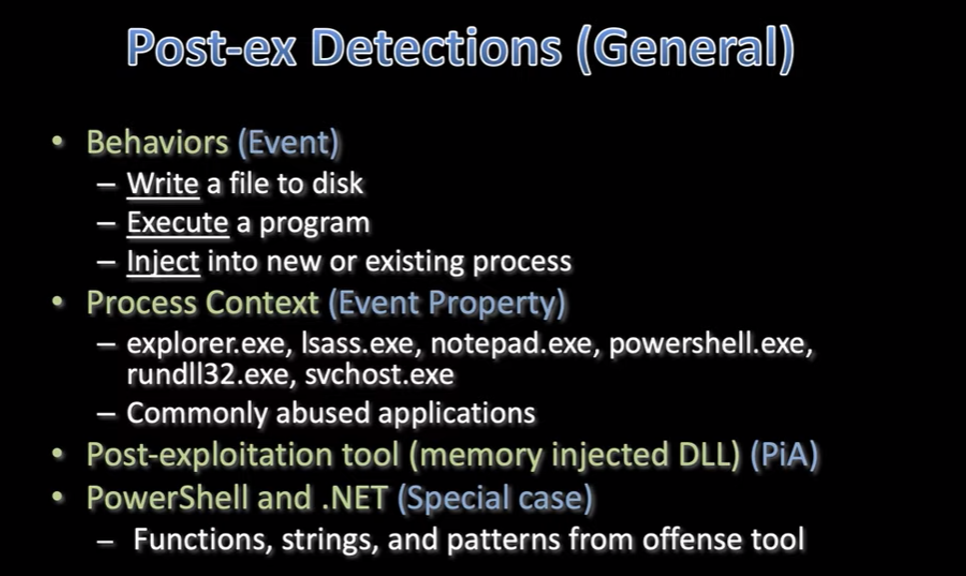 Post-ex Detections (General)
• Behaviors (Event)
– Write a file to disk
– Execute a program
– Inject into new or existing process
• Process Context (Event Property)
– explorer.exe, lsass.exe, notepad.exe, powershell.exe,
rundll32.exe, svchost.exe
– Commonly abused applications
• Post-exploitation tool (memory injected DLL) (PiA)
• PowerShell and .NET (Special case)
– Functions, strings, and patterns from offense tool